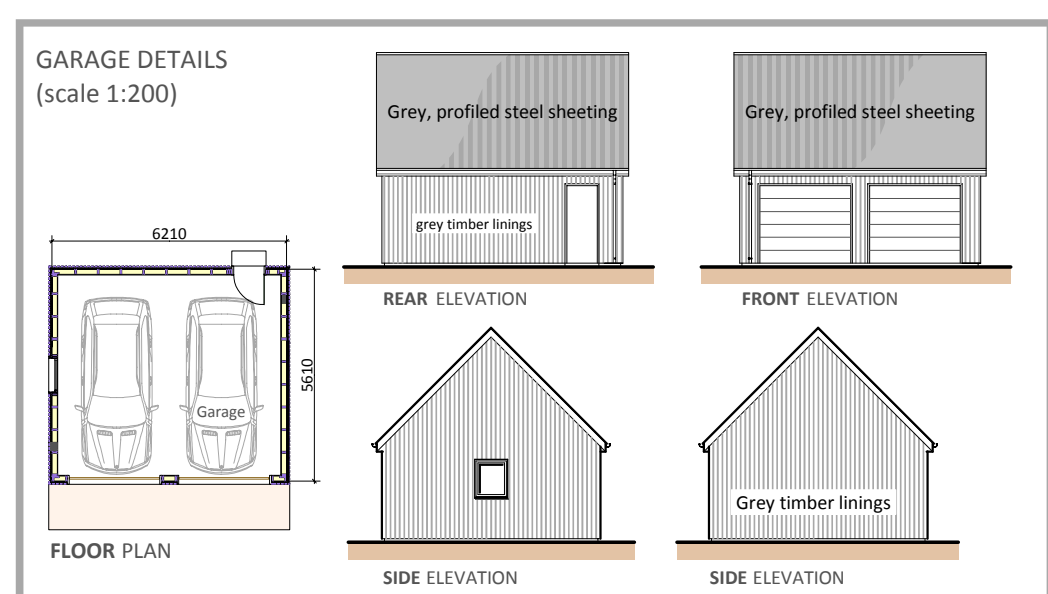 GARAGE DETAILS
(scale 1:200)
Grey, profiled steel sheeting
grey timber linings
REAR ELEVATION
Grey, profiled steel sheeting
FRONT ELEVATION
6210
5610
Garage
FLOOR PLAN
SIDE ELEVATION
Grey timber linings
SIDE ELEVATION